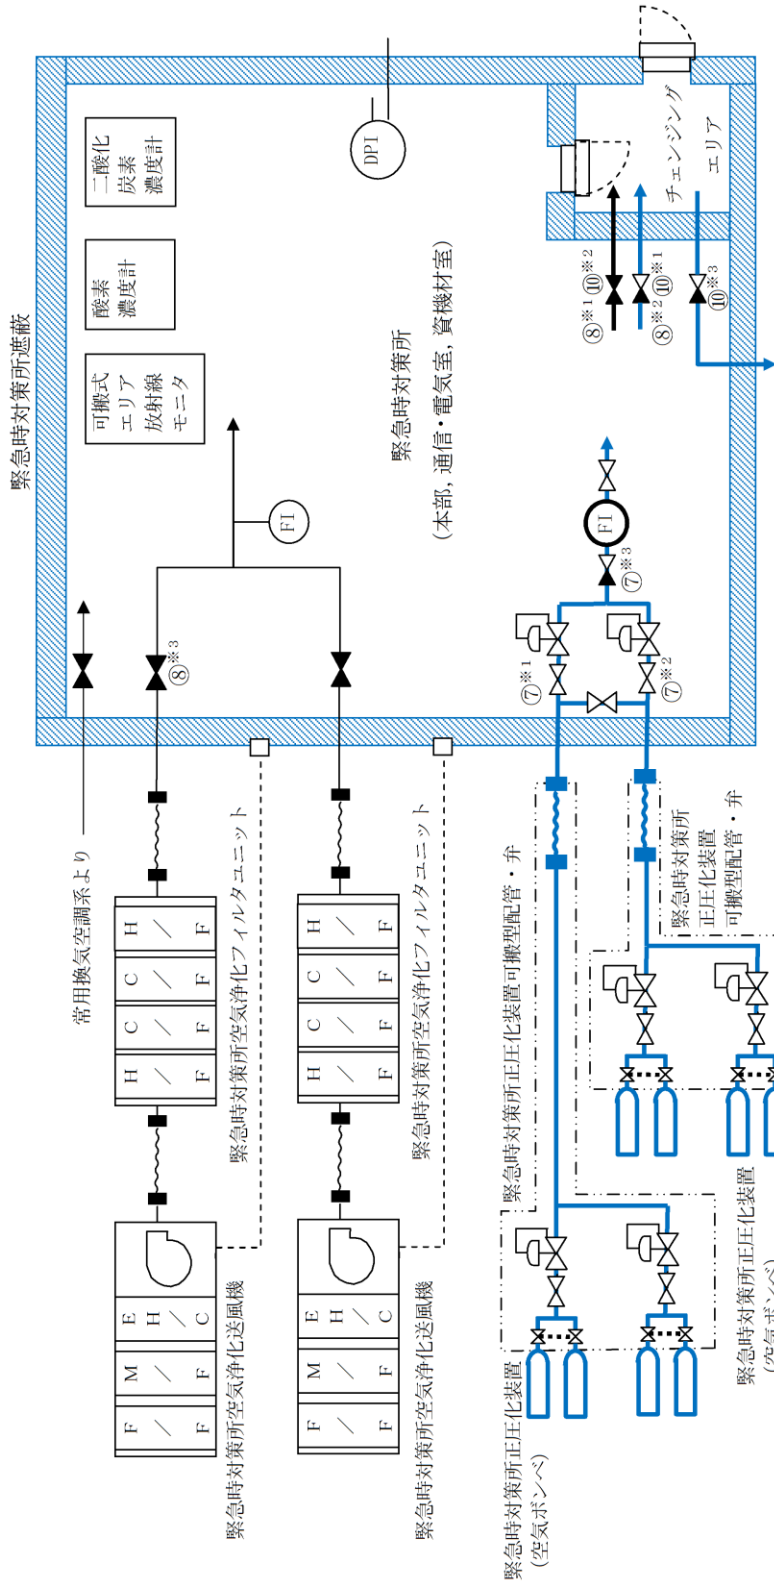 緊急時対策所遮蔽
二酸化
炭素
濃度計
酸素
濃度計
可搬式
エリア
放射線
モニタ
DPI
チェンジング
エリア
緊急時対策所
(本部, 通信・電気室, 資機材室)
⑧※1 ⑩※2
⑧※2 ⑩※1
⑩※3
FI
FI
⑧※3
⑦※3
⑦※1
⑦※2
常用換気空調系より
H/F
C/F
C/F
H/F
緊急時対策所空気浄化フィルタユニット
H/F
C/F
C/F
H/F
緊急時対策所空気浄化フィルタユニット
F/F
M/F
EH/C
緊急時対策所空気浄化送風機
F/F
M/F
EH/C
緊急時対策所空気浄化送風機
緊急時対策所正圧化装置可搬型配管・弁
緊急時対策所
正圧化装置
可搬型配管・弁
緊急時対策所正圧化装置
(空気ボンベ)
緊急時対策所正圧化装置
(空気ボンベ)